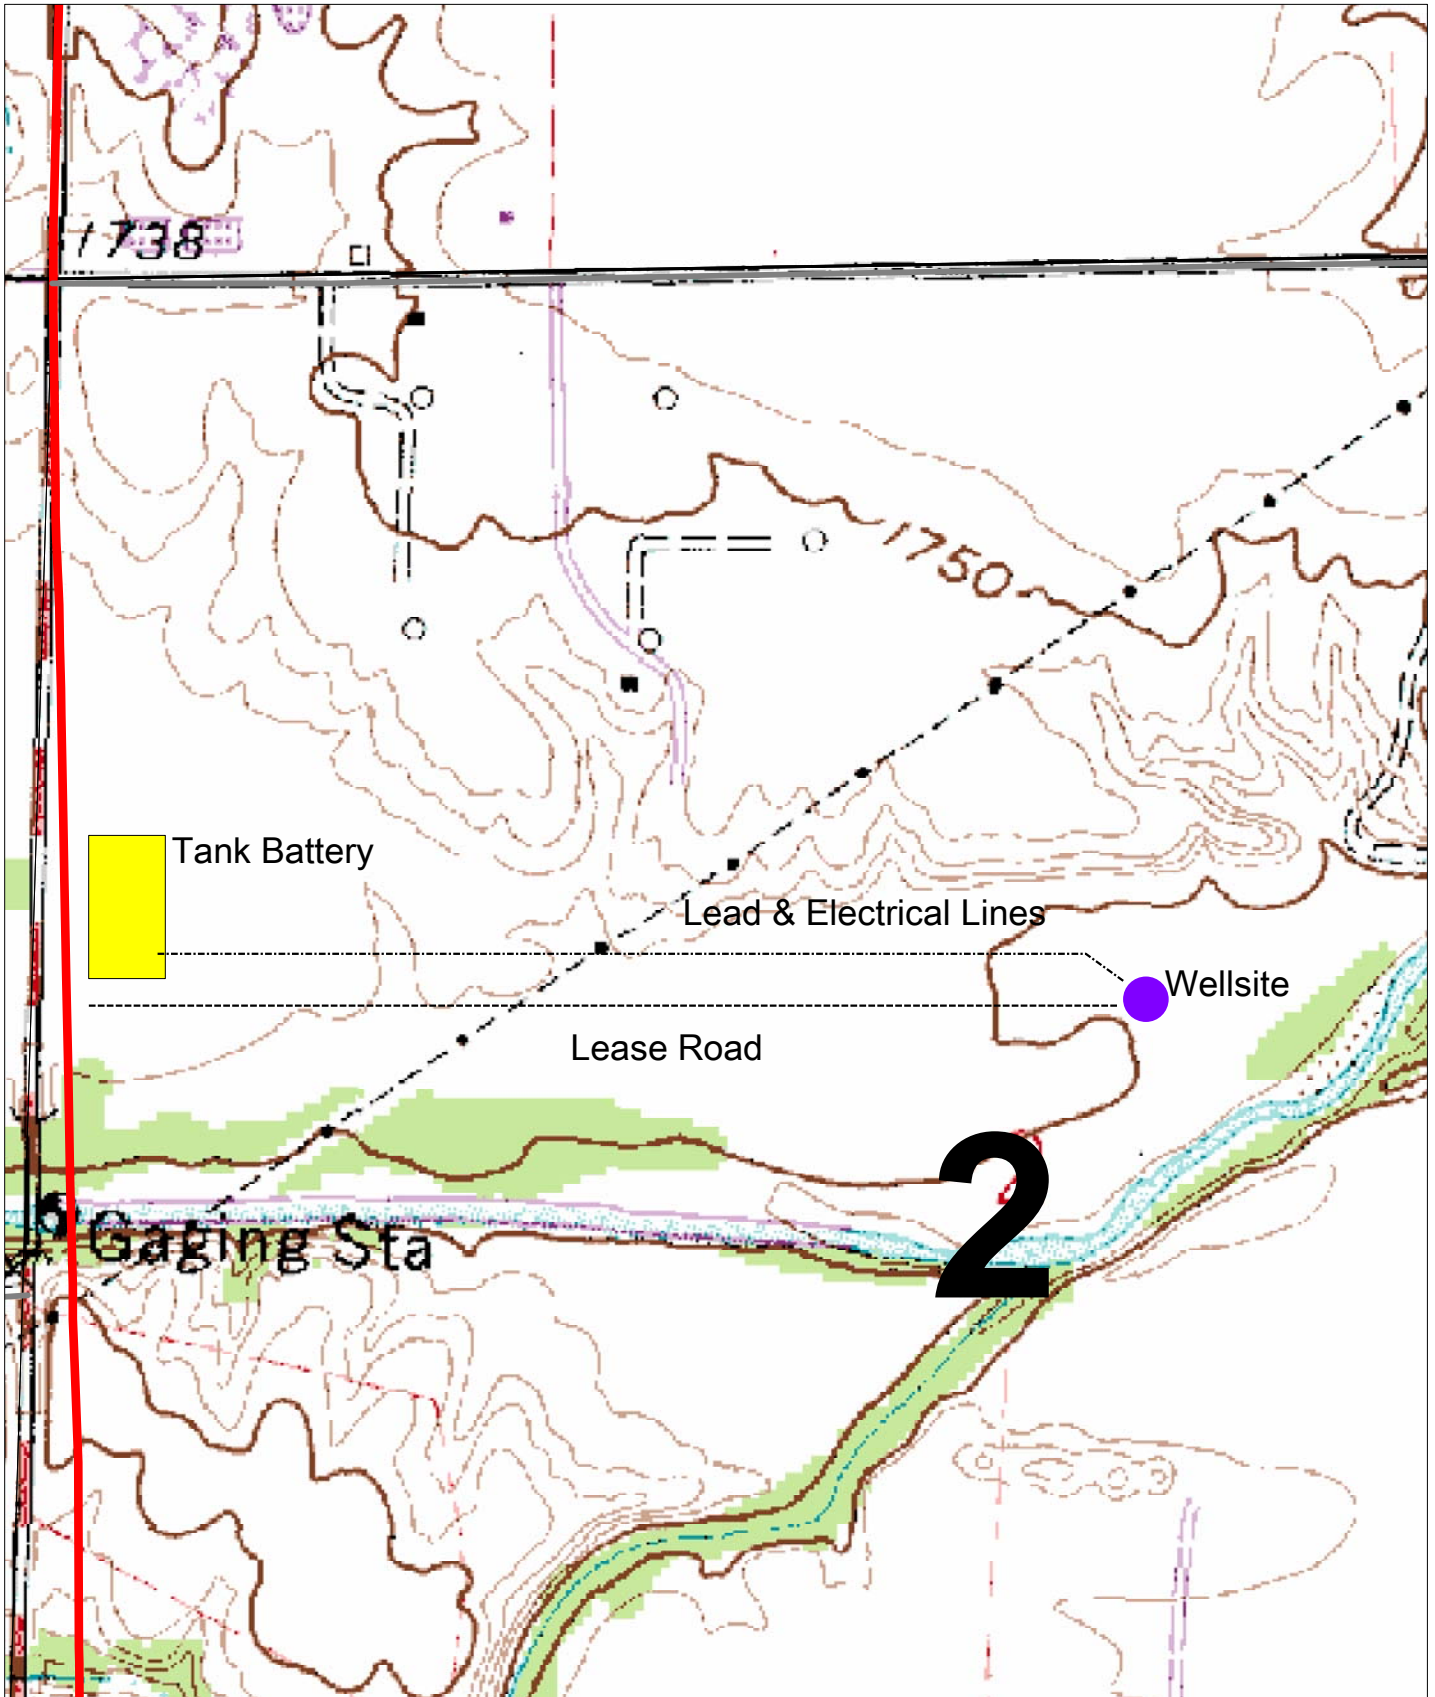 1738
1750
Tank Battery
Lead & Electrical Lines
Wellsite
Lease Road
2
Gaging Sta